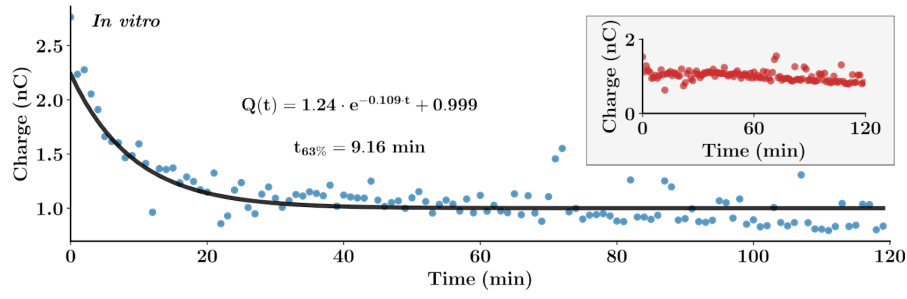 In vitro
Charge (nC)
2.5
2.0
1.5
1.0
0
20
40
60
80
100
120
Time (min)
Q(t) = 1.24 · e^-0.109·t + 0.999
t63% = 9.16 min
Charge (nC)
2
1
0
0
60
120
Time (min)